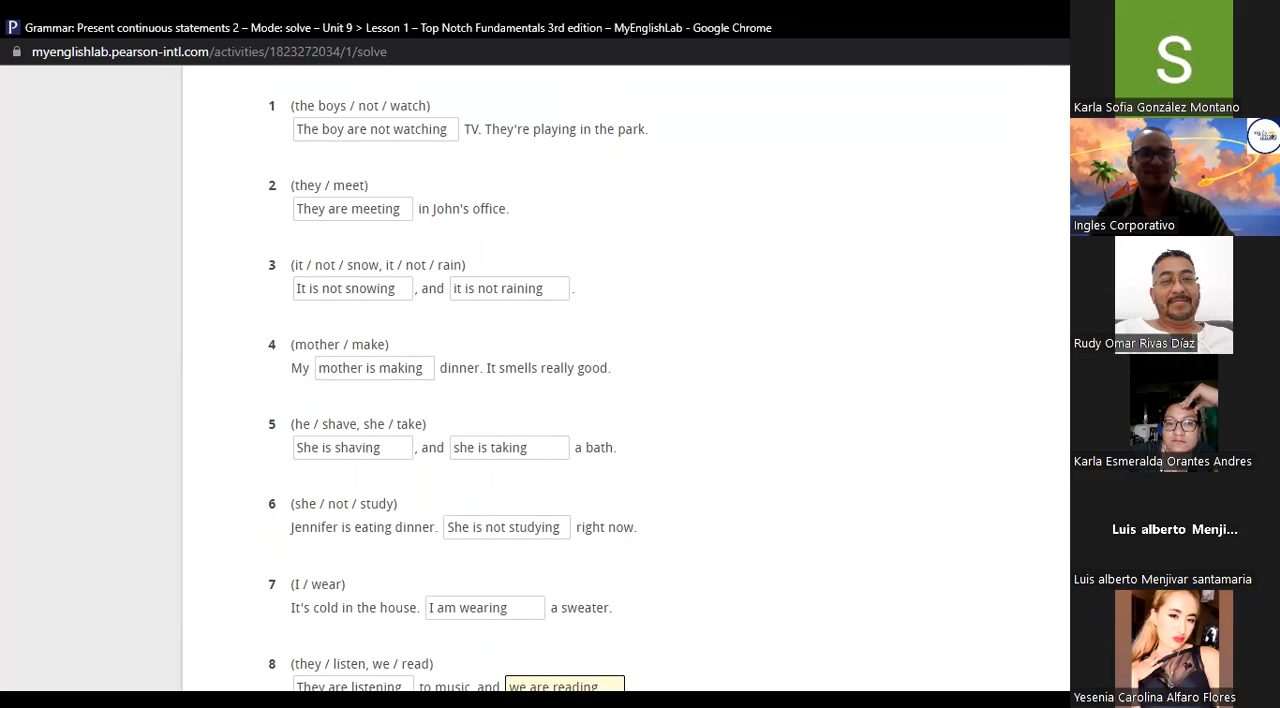 Grammar: Present continuous statements 2 – Mode: solve – Unit 9 > Lesson 1 – Top Notch Fundamentals 3rd edition – MyEnglishLab - Google Chrome
myenglishlab.pearson-intl.com/activities/1823272034/1/solve
1 (the boys / not / watch)
The boy are not watching TV. They're playing in the park.
2 (they / meet)
They are meeting in John's office.
3 (it / not / snow, it / not / rain)
It is not snowing , and it is not raining .
4 (mother / make)
My mother is making dinner. It smells really good.
5 (he / shave, she / take)
She is shaving , and she is taking a bath.
6 (she / not / study)
Jennifer is eating dinner. She is not studying right now.
7 (I / wear)
It's cold in the house. I am wearing a sweater.
8 (they / listen, we / read)
They are listening to music, and we are reading
S
Karla Sofia González Montano
Ingles Corporativo
Rudy Omar Rivas Díaz
Karla Esmeralda Orantes Andres
Luis alberto Menji...
Luis alberto Menjivar santamaria
Yesenia Carolina Alfaro Flores